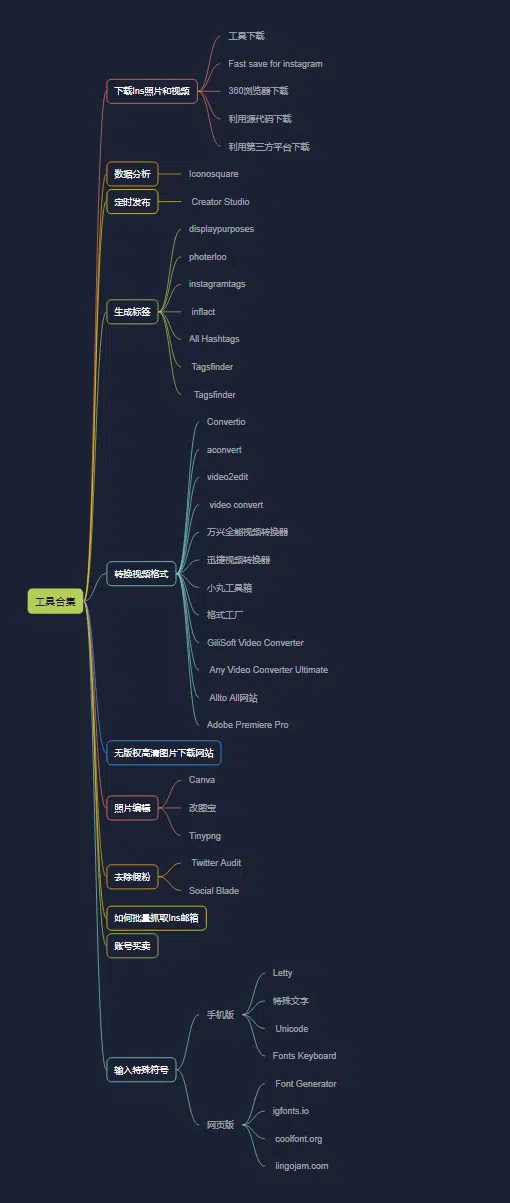 工具下载
Fast save for instagram
360浏览器下载
下载Ins照片和视频
利用源代码下载
利用第三方平台下载
数据分析
Iconosquare
定时发布
Creator Studio
displaypurposes
photerloo
instagramtags
生成标签
inflact
All Hashtags
Tagsfinder
Tagsfinder
Convertio
aconvert
video2edit
video convert
万兴全能视频转换器
迅捷视频转换器
转换视频格式
小丸工具箱
工具合集
格式工厂
GiliSoft Video Converter
Any Video Converter Ultimate
Allto All网站
Adobe Premiere Pro
无版权高清图片下载网站
Canva
照片编辑
改图宝
Tinypng
Twitter Audit
去除假粉
Social Blade
如何批量抓取Ins邮箱
账号买卖
Letty
特殊文字
手机版
Unicode
Fonts Keyboard
输入特殊符号
Font Generator
igfonts.io
网页版
coolfont.org
lingojam.com